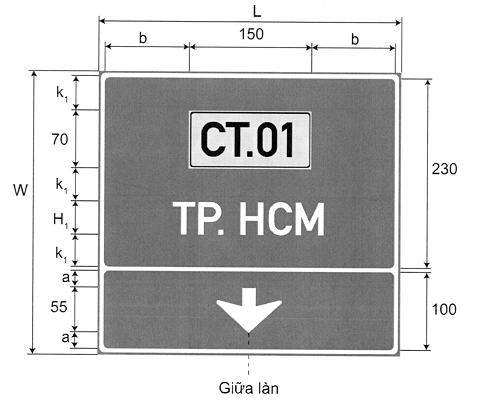 L
b 150 b
k₁
70
k₁
W
H₁
k₁
a
55
a
CT.01
TP. HCM
230
100
Giữa làn